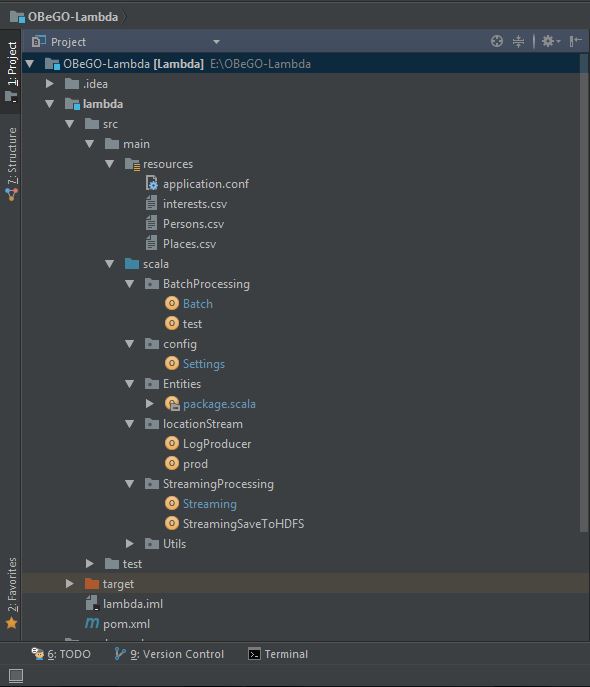 OBeGO-Lambda
Project
OBeGO-Lambda [Lambda] E:\OBeGO-Lambda
.idea
lambda
src
main
resources
application.conf
interests.csv
Persons.csv
Places.csv
scala
BatchProcessing
Batch
test
config
Settings
Entities
package.scala
locationStream
LogProducer
prod
StreamingProcessing
Streaming
StreamingSaveToHDFS
Utils
test
target
lambda.iml
pom.xml
1: Project
7: Structure
2: Favorites
6: TODO 9: Version Control Terminal